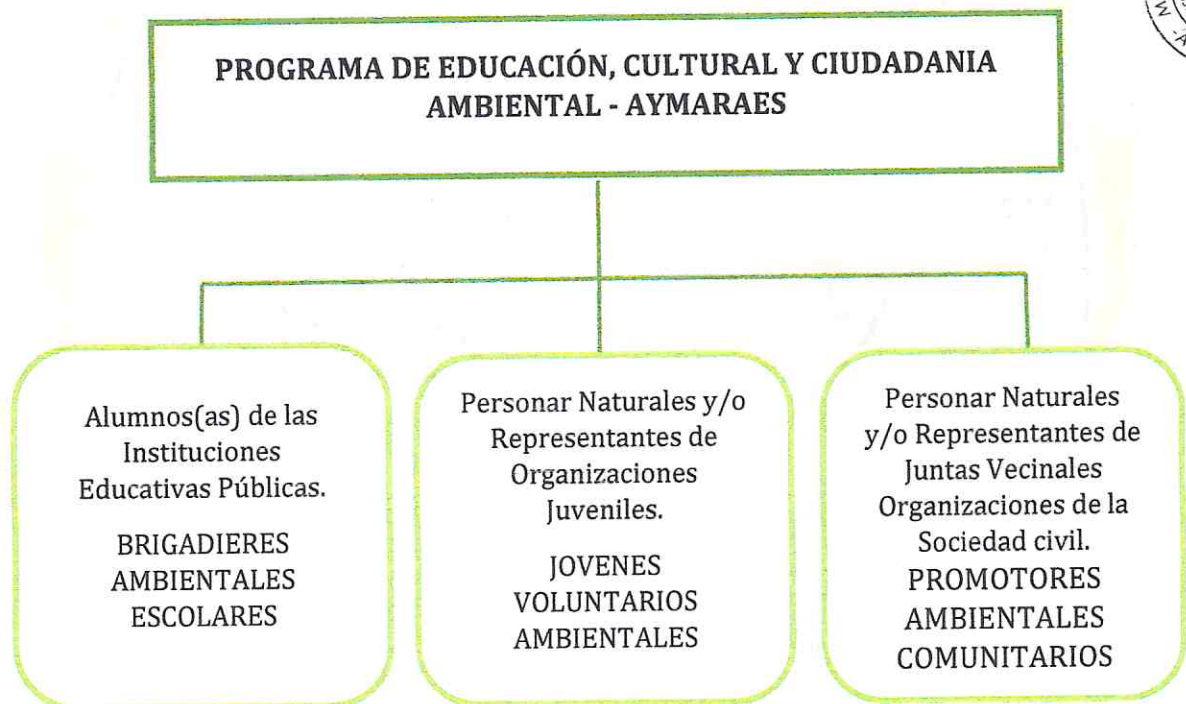 PROGRAMA DE EDUCACIÓN, CULTURAL Y CIUDADANIA
AMBIENTAL - AYMARAES
Alumnos(as) de las
Instituciones
Educativas Públicas.
BRIGADIERES
AMBIENTALES
ESCOLARES
Personar Naturales y/o
Representantes de
Organizaciones
Juveniles.
JOVENES
VOLUNTARIOS
AMBIENTALES
Personar Naturales
y/o Representantes de
Juntas Vecinales
Organizaciones de la
Sociedad civil.
PROMOTORES
AMBIENTALES
COMUNITARIOS